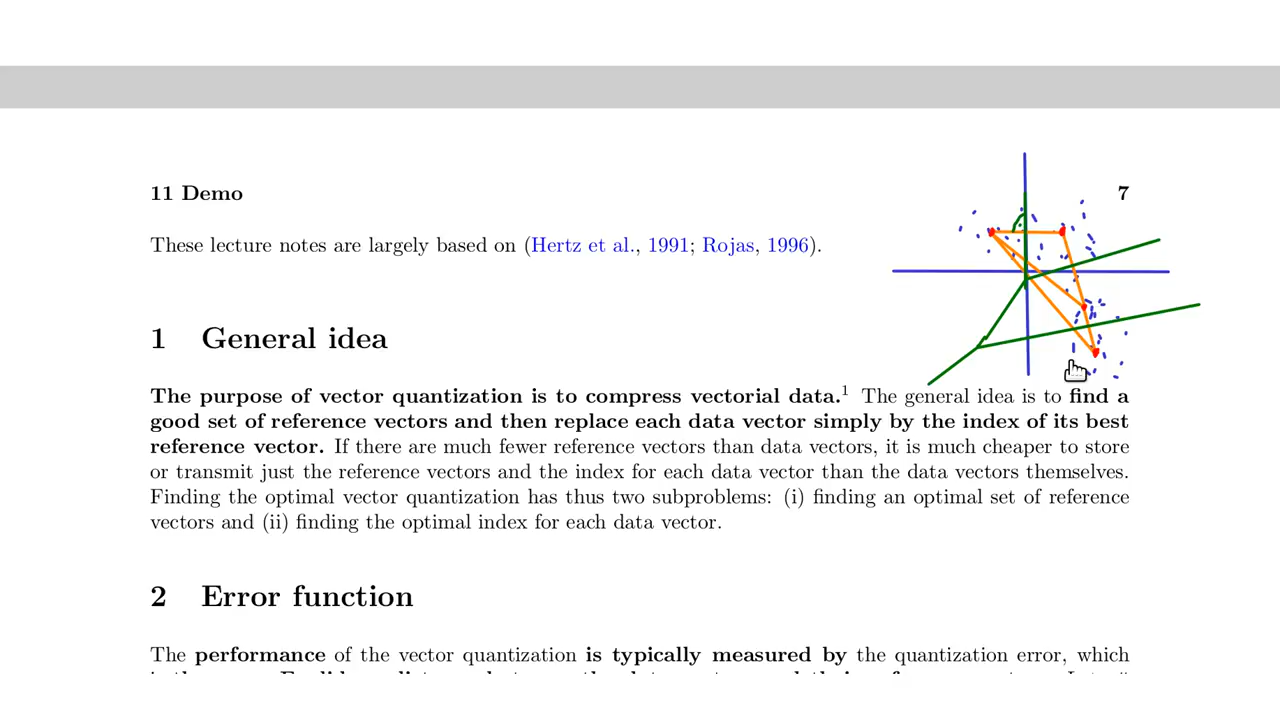 11 Demo 7
These lecture notes are largely based on (Hertz et al., 1991; Rojas, 1996).
1 General idea
The purpose of vector quantization is to compress vectorial data.1 The general idea is to find a
good set of reference vectors and then replace each data vector simply by the index of its best
reference vector. If there are much fewer reference vectors than data vectors, it is much cheaper to store
or transmit just the reference vectors and the index for each data vector than the data vectors themselves.
Finding the optimal vector quantization has thus two subproblems: (i) finding an optimal set of reference
vectors and (ii) finding the optimal index for each data vector.
2 Error function
The performance of the vector quantization is typically measured by the quantization error, which